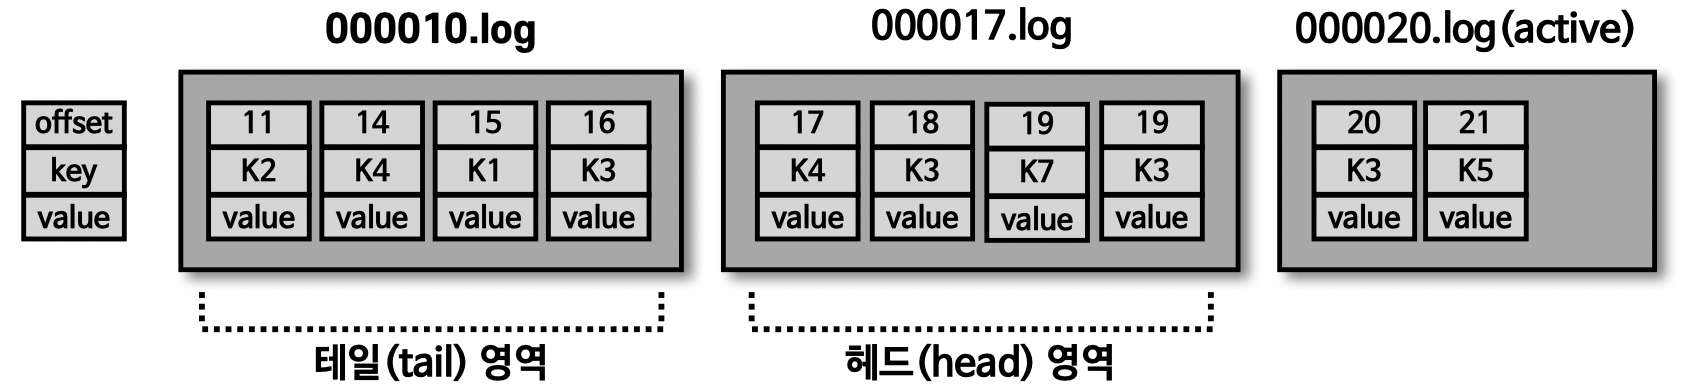 000010.log
000017.log
000020.log(active)
offset 11 14 15 16 17 18 19 19 20 21
key K2 K4 K1 K3 K4 K3 K7 K3 K3 K5
value value value value value value value value value value value
테일(tail) 영역
헤드(head) 영역